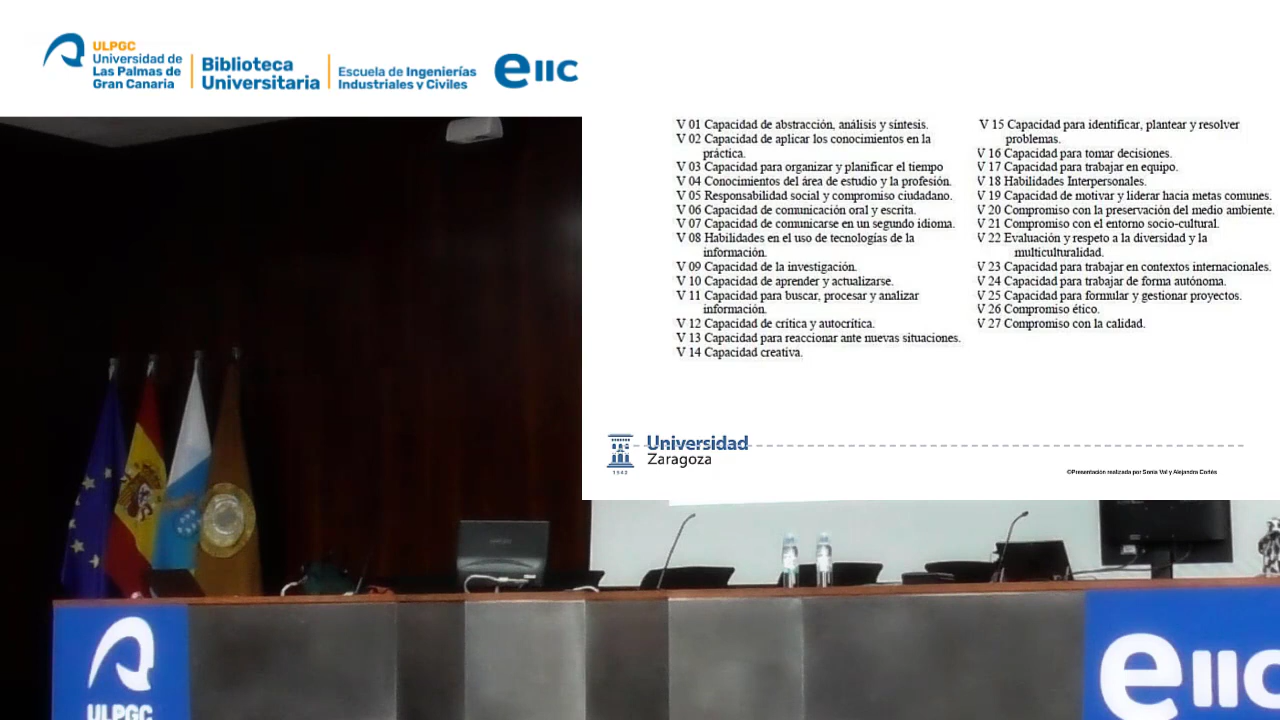 ULPGC
Universidad de
Las Palmas de
Gran Canaria
Biblioteca
Universitaria
Escuela de Ingenierías
Industriales y Civiles
eiic
V 01 Capacidad de abstracción, análisis y síntesis.
V 02 Capacidad de aplicar los conocimientos en la
práctica.
V 03 Capacidad para organizar y planificar el tiempo
V 04 Conocimientos del área de estudio y la profesión.
V 05 Responsabilidad social y compromiso ciudadano.
V 06 Capacidad de comunicación oral y escrita.
V 07 Capacidad de comunicarse en un segundo idioma.
V 08 Habilidades en el uso de tecnologías de la
información.
V 09 Capacidad de la investigación.
V 10 Capacidad de aprender y actualizarse.
V 11 Capacidad para buscar, procesar y analizar
información.
V 12 Capacidad de crítica y autocrítica.
V 13 Capacidad para reaccionar ante nuevas situaciones.
V 14 Capacidad creativa.
V 15 Capacidad para identificar, plantear y resolver
problemas.
V 16 Capacidad para tomar decisiones.
V 17 Capacidad para trabajar en equipo.
V 18 Habilidades Interpersonales.
V 19 Capacidad de motivar y liderar hacia metas comunes.
V 20 Compromiso con la preservación del medio ambiente.
V 21 Compromiso con el entorno socio-cultural.
V 22 Evaluación y respeto a la diversidad y la
multiculturalidad.
V 23 Capacidad para trabajar en contextos internacionales.
V 24 Capacidad para trabajar de forma autónoma.
V 25 Capacidad para formular y gestionar proyectos.
V 26 Compromiso ético.
V 27 Compromiso con la calidad.
Universidad
Zaragoza
1542
©Presentación realizada por Sonia Val y Alejandra Cortés
ULPGC
eiic